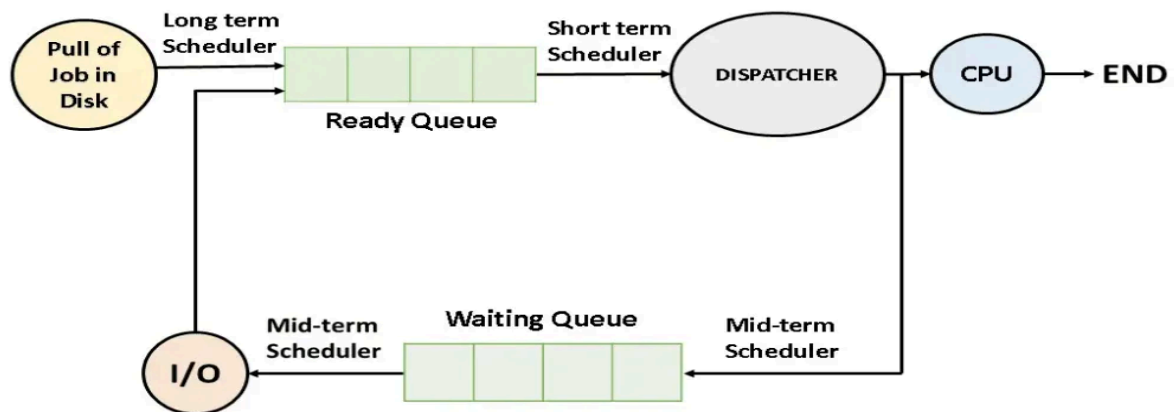 Pull of
Job in
Disk
Long term
Scheduler
Ready Queue
Short term
Scheduler
DISPATCHER
CPU
END
I/O
Mid-term
Scheduler
Waiting Queue
Mid-term
Scheduler